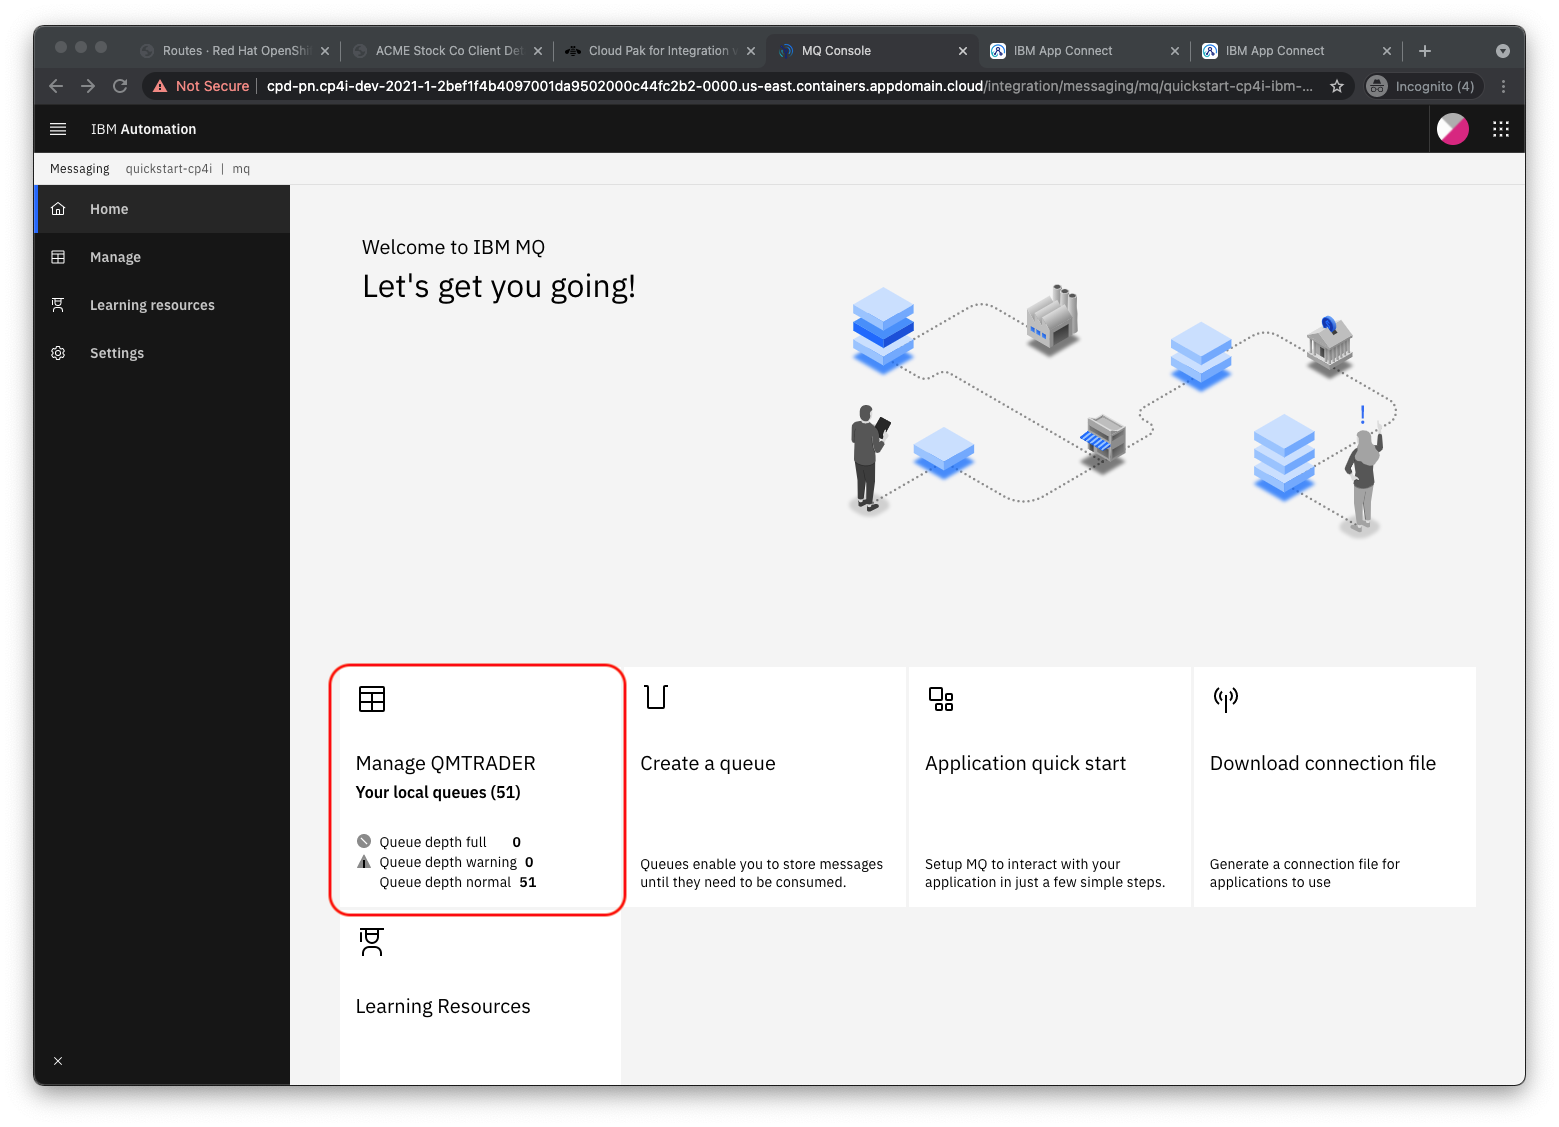 Routes · Red Hat OpenShi
ACME Stock Co Client Det
Cloud Pak for Integration v
MQ Console
IBM App Connect
IBM App Connect
Not Secure
cpd-pn.cp4i-dev-2021-1-2bef1f4b4097001da9502000c44fc2b2-0000.us-east.containers.appdomain.cloud/integration/messaging/mq/quickstart-cp4i-ibm-...
Incognito (4)
IBM Automation
Messaging quickstart-cp4i | mq
Home
Manage
Learning resources
Settings
Welcome to IBM MQ
Let's get you going!
!
Manage QMTRADER
Your local queues (51)
Queue depth full 0
Queue depth warning 0
Queue depth normal 51
Create a queue
Queues enable you to store messages
until they need to be consumed.
Application quick start
Setup MQ to interact with your
application in just a few simple steps.
Download connection file
Generate a connection file for
applications to use
Learning Resources